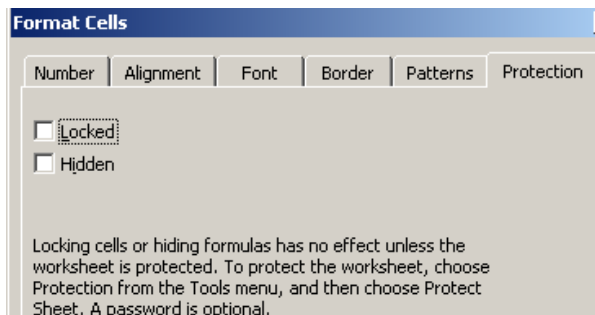 Format Cells
Number Alignment Font Border Patterns Protection
Locked
Hidden
Locking cells or hiding formulas has no effect unless the
worksheet is protected. To protect the worksheet, choose
Protection from the Tools menu, and then choose Protect
Sheet. A password is optional.